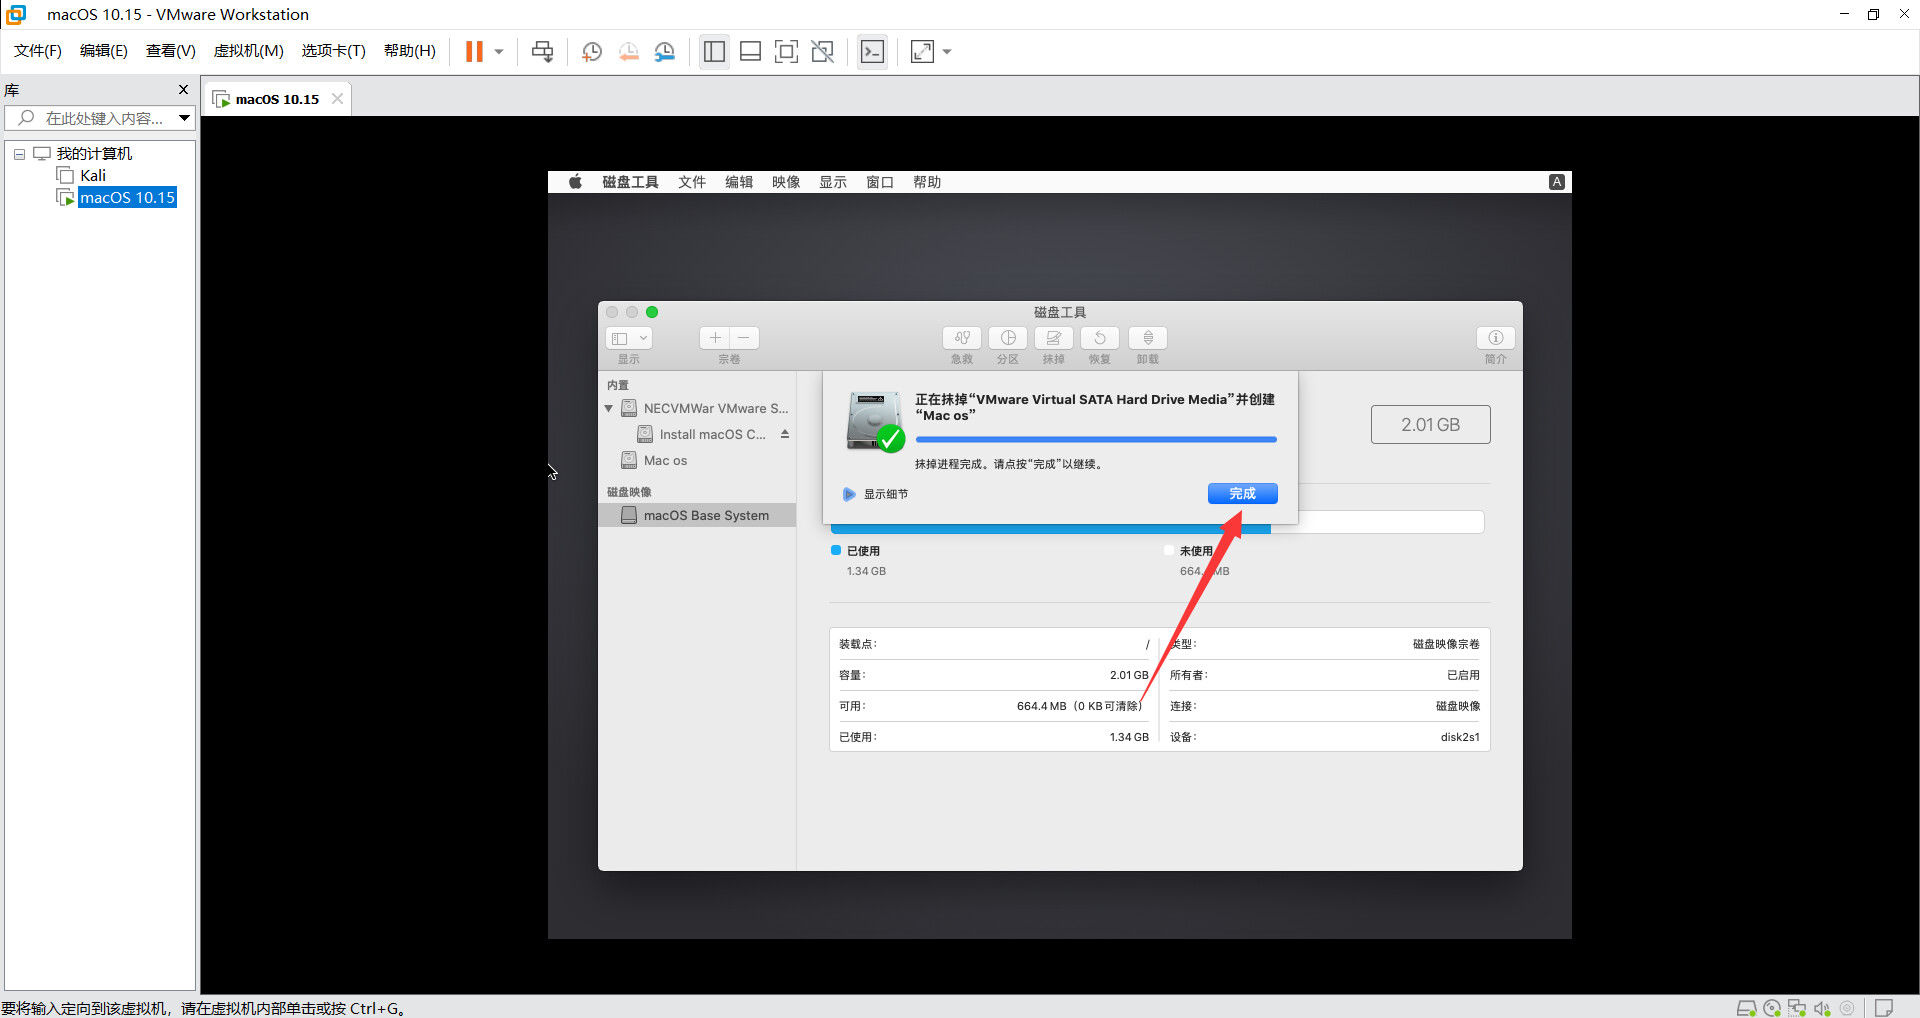 macOS 10.15 - VMware Workstation
文件(F) 编辑(E) 查看(V) 虚拟机(M) 选项卡(T) 帮助(H)
库
在此处键入内容...
我的计算机
Kali
macOS 10.15
macOS 10.15
磁盘工具 文件 编辑 映像 显示 窗口 帮助
A
磁盘工具
显示 宗卷 急救 分区 抹掉 恢复 卸载 简介
内置
NECVMWar VMware S...
Install macOS C...
Mac os
磁盘映像
macOS Base System
正在抹掉“VMware Virtual SATA Hard Drive Media”并创建
“Mac os”
抹掉进程完成。请点按“完成”以继续。
显示细节
完成
2.01 GB
已使用
1.34 GB
未使用
664. MB
装载点: /
容量: 2.01 GB
可用: 664.4 MB（0 KB可清除）
已使用: 1.34 GB
类型: 磁盘映像宗卷
所有者: 已启用
连接: 磁盘映像
设备: disk2s1
要将输入定向到该虚拟机，请在虚拟机内部单击或按 Ctrl+G。